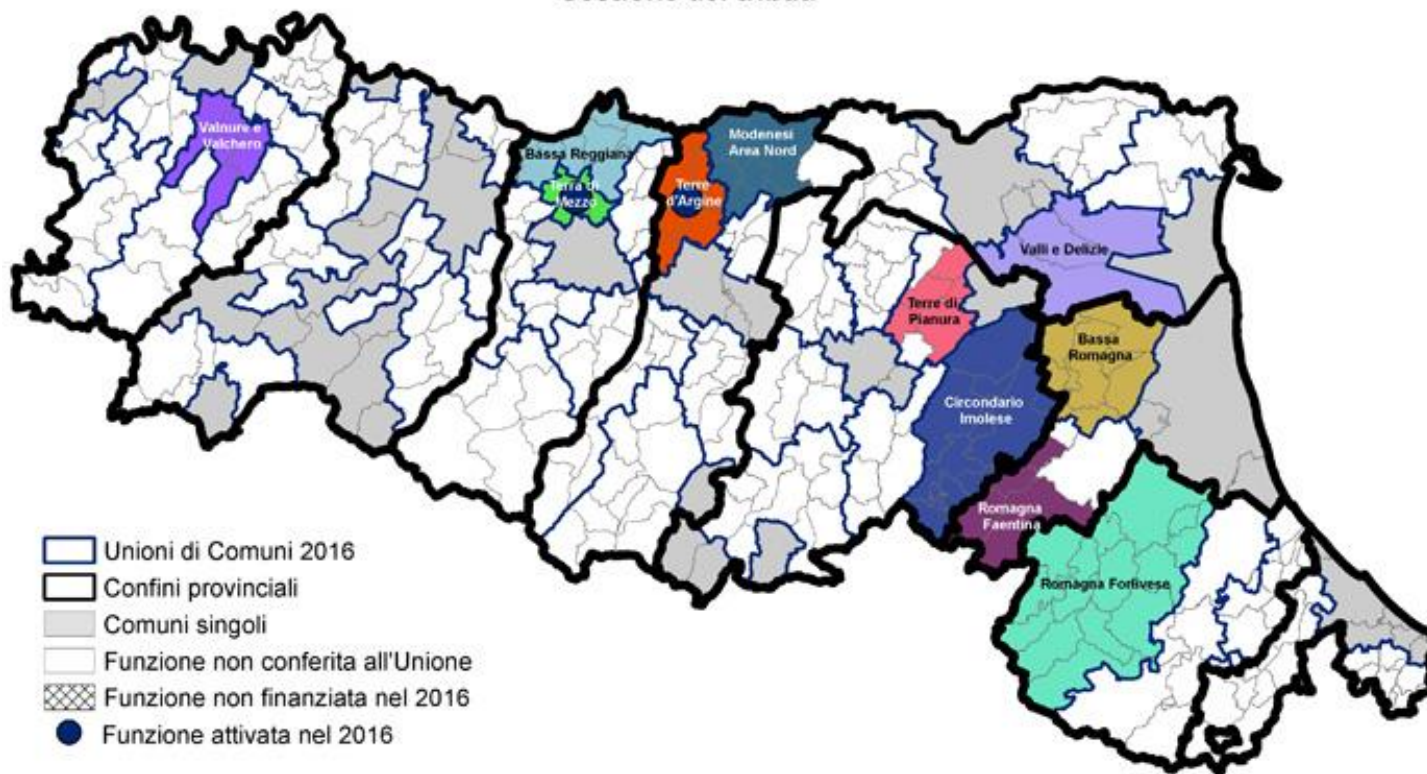 Valnure e
Valchero
Bassa Reggiana
Terra di
Mezzo
Terre
d'Argine
Modenesi
Area Nord
Valli e Delizie
Terre di
Pianura
Bassa
Romagna
Circondario
Imolese
Romagna
Faentina
Romagna Forlivese
Unioni di Comuni 2016
Confini provinciali
Comuni singoli
Funzione non conferita all'Unione
Funzione non finanziata nel 2016
Funzione attivata nel 2016